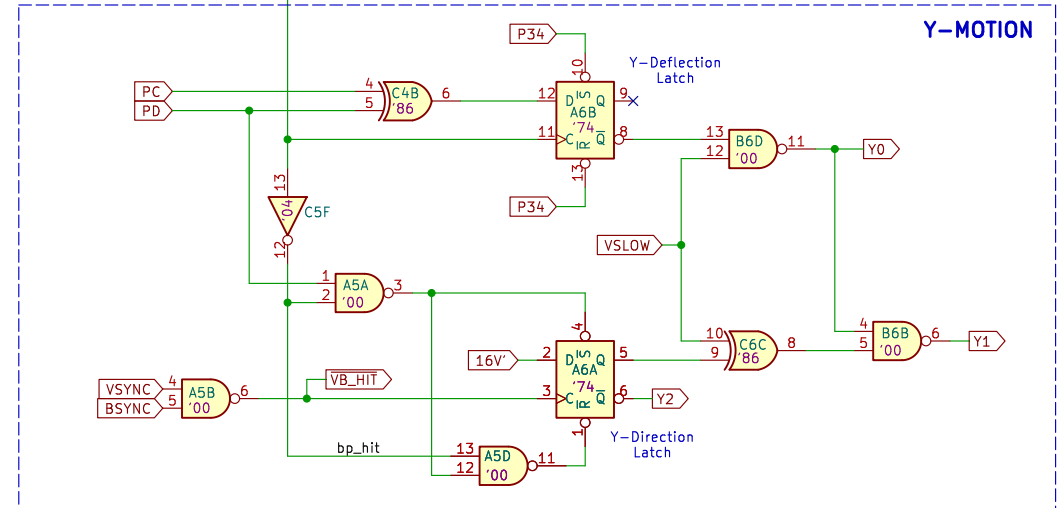 Y-MOTION
P34
10
Y-Deflection
Latch
PC
4
C4B
6
12
D
S
Q
9
PD
5
'86
A6B
'74
11
C
Q
8
13
B6D
11
Y0
R
12
'00
13
13
'04
C5F
P34
12
VSLOW
1
A5A
3
2
'00
4
10
C6C
8
4
B6B
6
Y1
16V'
2
D
S
Q
5
9
'86
5
'00
A6A
VSYNC
4
A5B
6
VB_HIT
'74
BSYNC
5
'00
3
C
Q
6
Y2
R
1
Y-Direction
Latch
bp_hit
13
A5D
11
12
'00